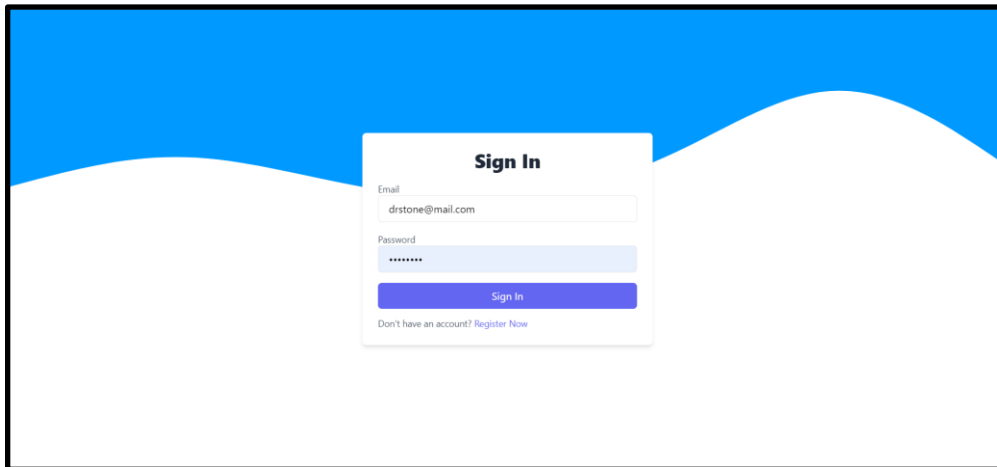 Sign In
Email
drstone@mail.com
Password
••••••••
Sign In
Don't have an account? Register Now